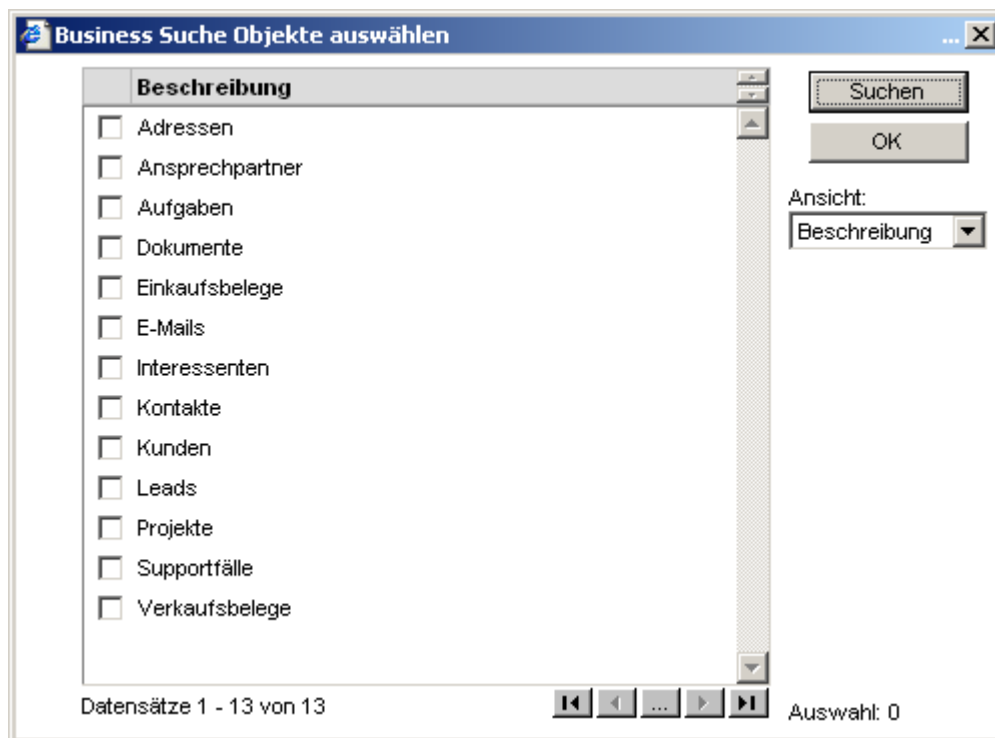 Business Suche Objekte auswählen ...
Beschreibung
Suchen
Adressen
OK
Ansprechpartner
Ansicht:
Aufgaben
Beschreibung
Dokumente
Einkaufsbelege
E-Mails
Interessenten
Kontakte
Kunden
Leads
Projekte
Supportfälle
Verkaufsbelege
Datensätze 1 - 13 von 13
...
Auswahl: 0